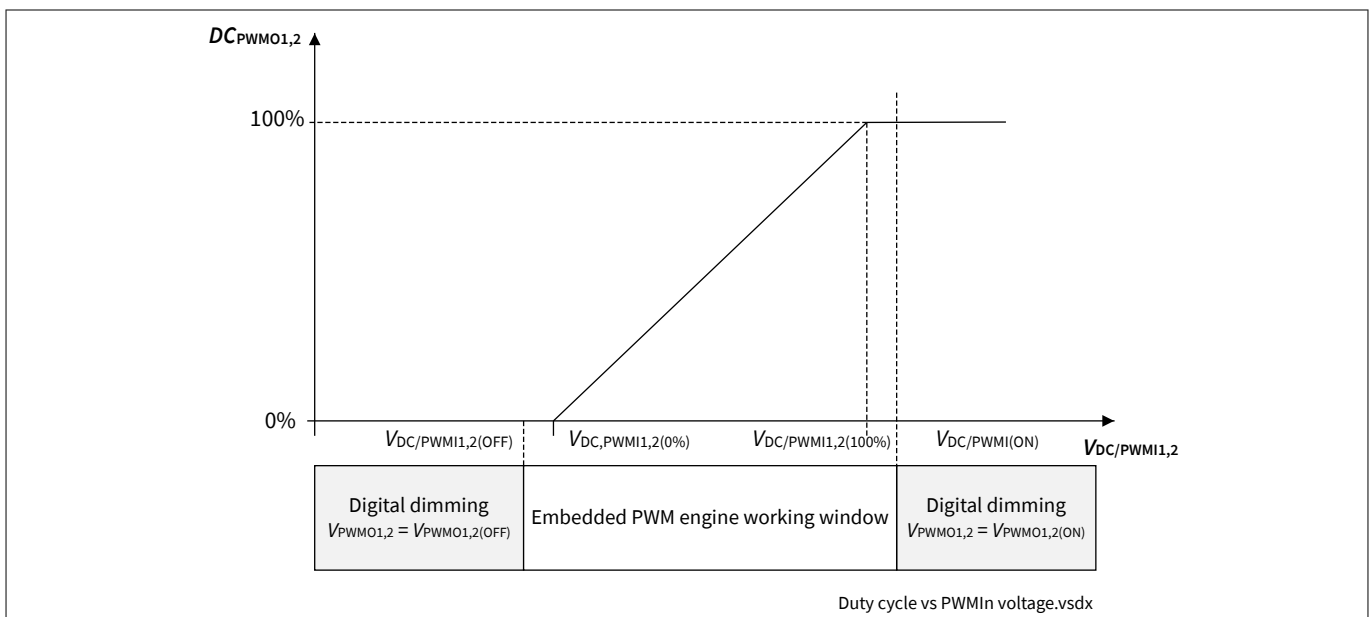 DCPWMO1,2
100%
0%
VDC/PWMI1,2(OFF) VDC,PWMI1,2(0%) VDC/PWMI1,2(100%) VDC/PWMI(ON)
VDC/PWMI1,2
Digital dimming
VPWMO1,2 = VPWMO1,2(OFF)
Embedded PWM engine working window
Digital dimming
VPWMO1,2 = VPWMO1,2(ON)
Duty cycle vs PWMIn voltage.vsdx